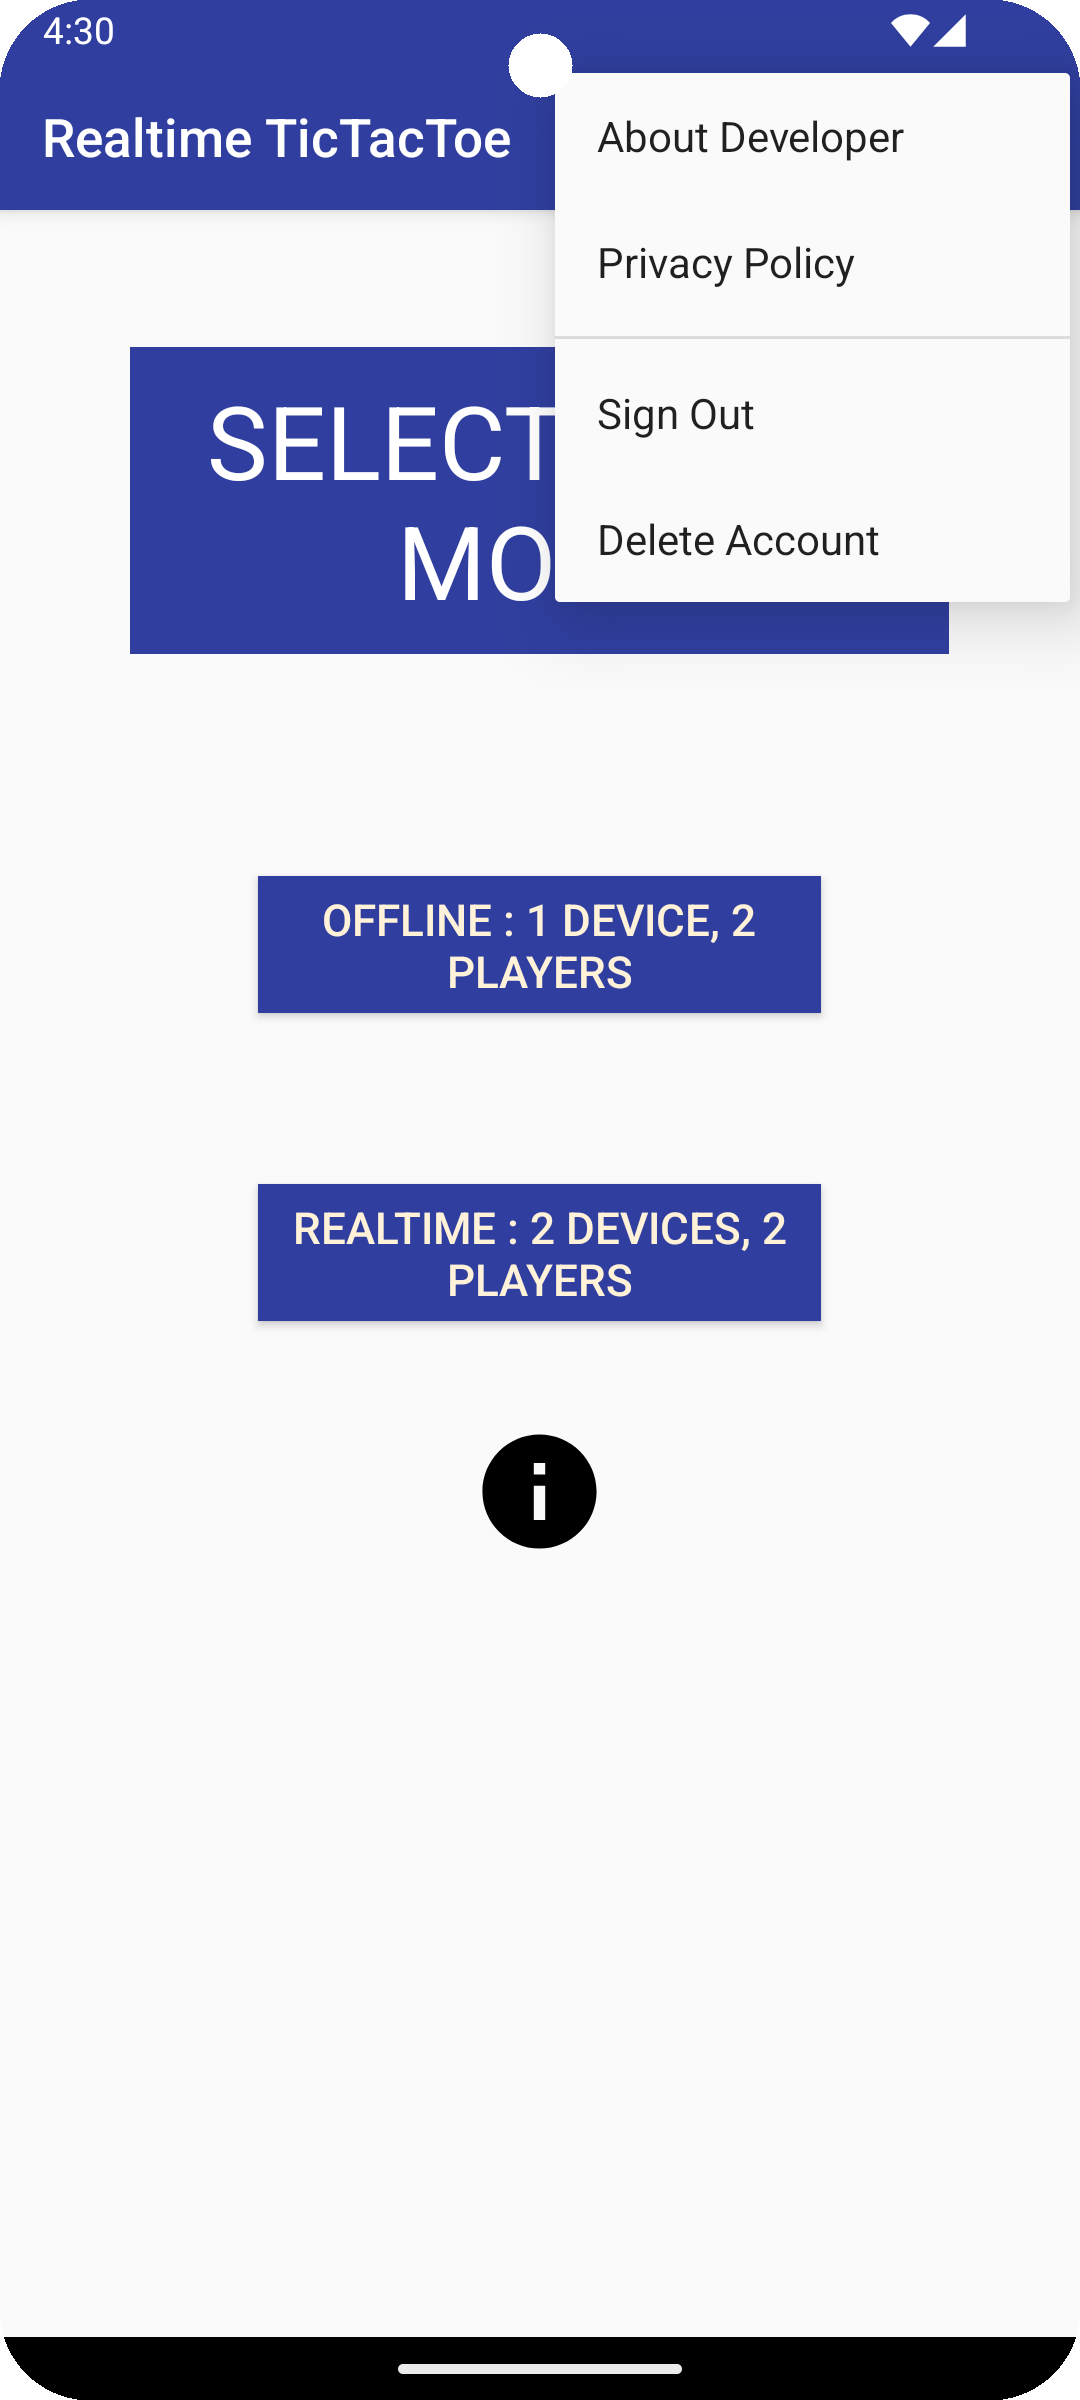 4:30
Realtime TicTacToe
About Developer
Privacy Policy
Sign Out
Delete Account
SELECT
MO
OFFLINE : 1 DEVICE, 2
PLAYERS
REALTIME : 2 DEVICES, 2
PLAYERS
i